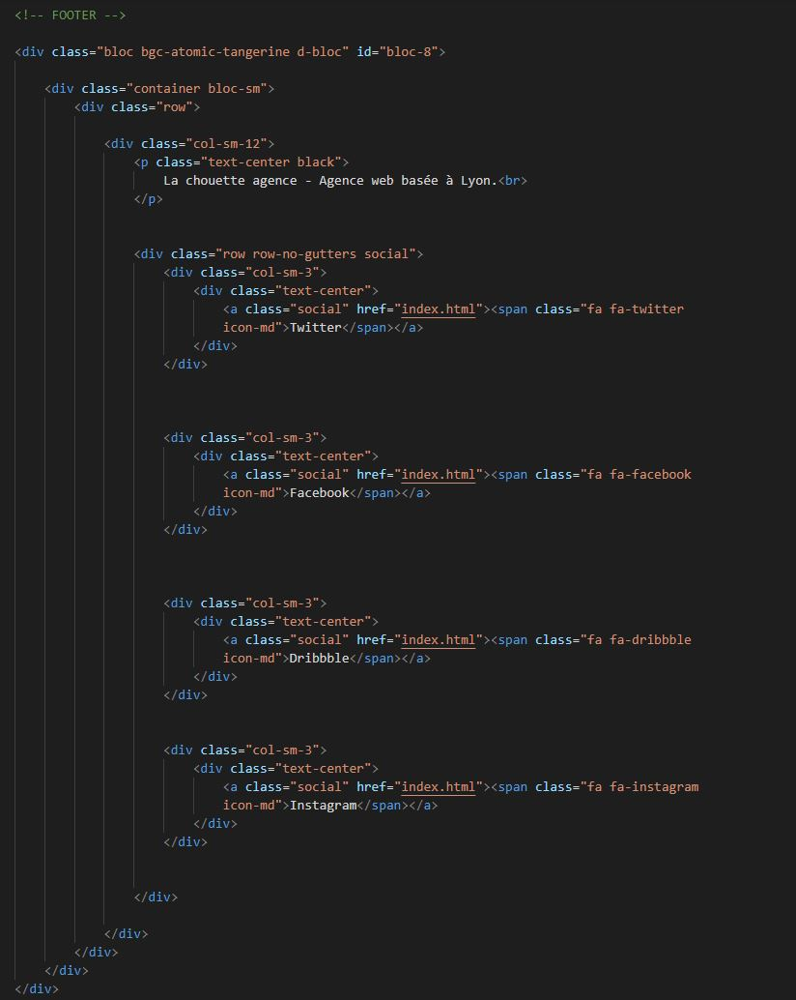 <!-- FOOTER -->
<div class="bloc bgc-atomic-tangerine d-bloc" id="bloc-8">
<div class="container bloc-sm">
<div class="row">
<div class="col-sm-12">
<p class="text-center black">
La chouette agence - Agence web basée à Lyon.<br>
</p>
<div class="row row-no-gutters social">
<div class="col-sm-3">
<div class="text-center">
<a class="social" href="index.html"><span class="fa fa-twitter
icon-md">Twitter</span></a>
</div>
</div>
<div class="col-sm-3">
<div class="text-center">
<a class="social" href="index.html"><span class="fa fa-facebook
icon-md">Facebook</span></a>
</div>
</div>
<div class="col-sm-3">
<div class="text-center">
<a class="social" href="index.html"><span class="fa fa-dribbble
icon-md">Dribbble</span></a>
</div>
</div>
<div class="col-sm-3">
<div class="text-center">
<a class="social" href="index.html"><span class="fa fa-instagram
icon-md">Instagram</span></a>
</div>
</div>
</div>
</div>
</div>
</div>
</div>